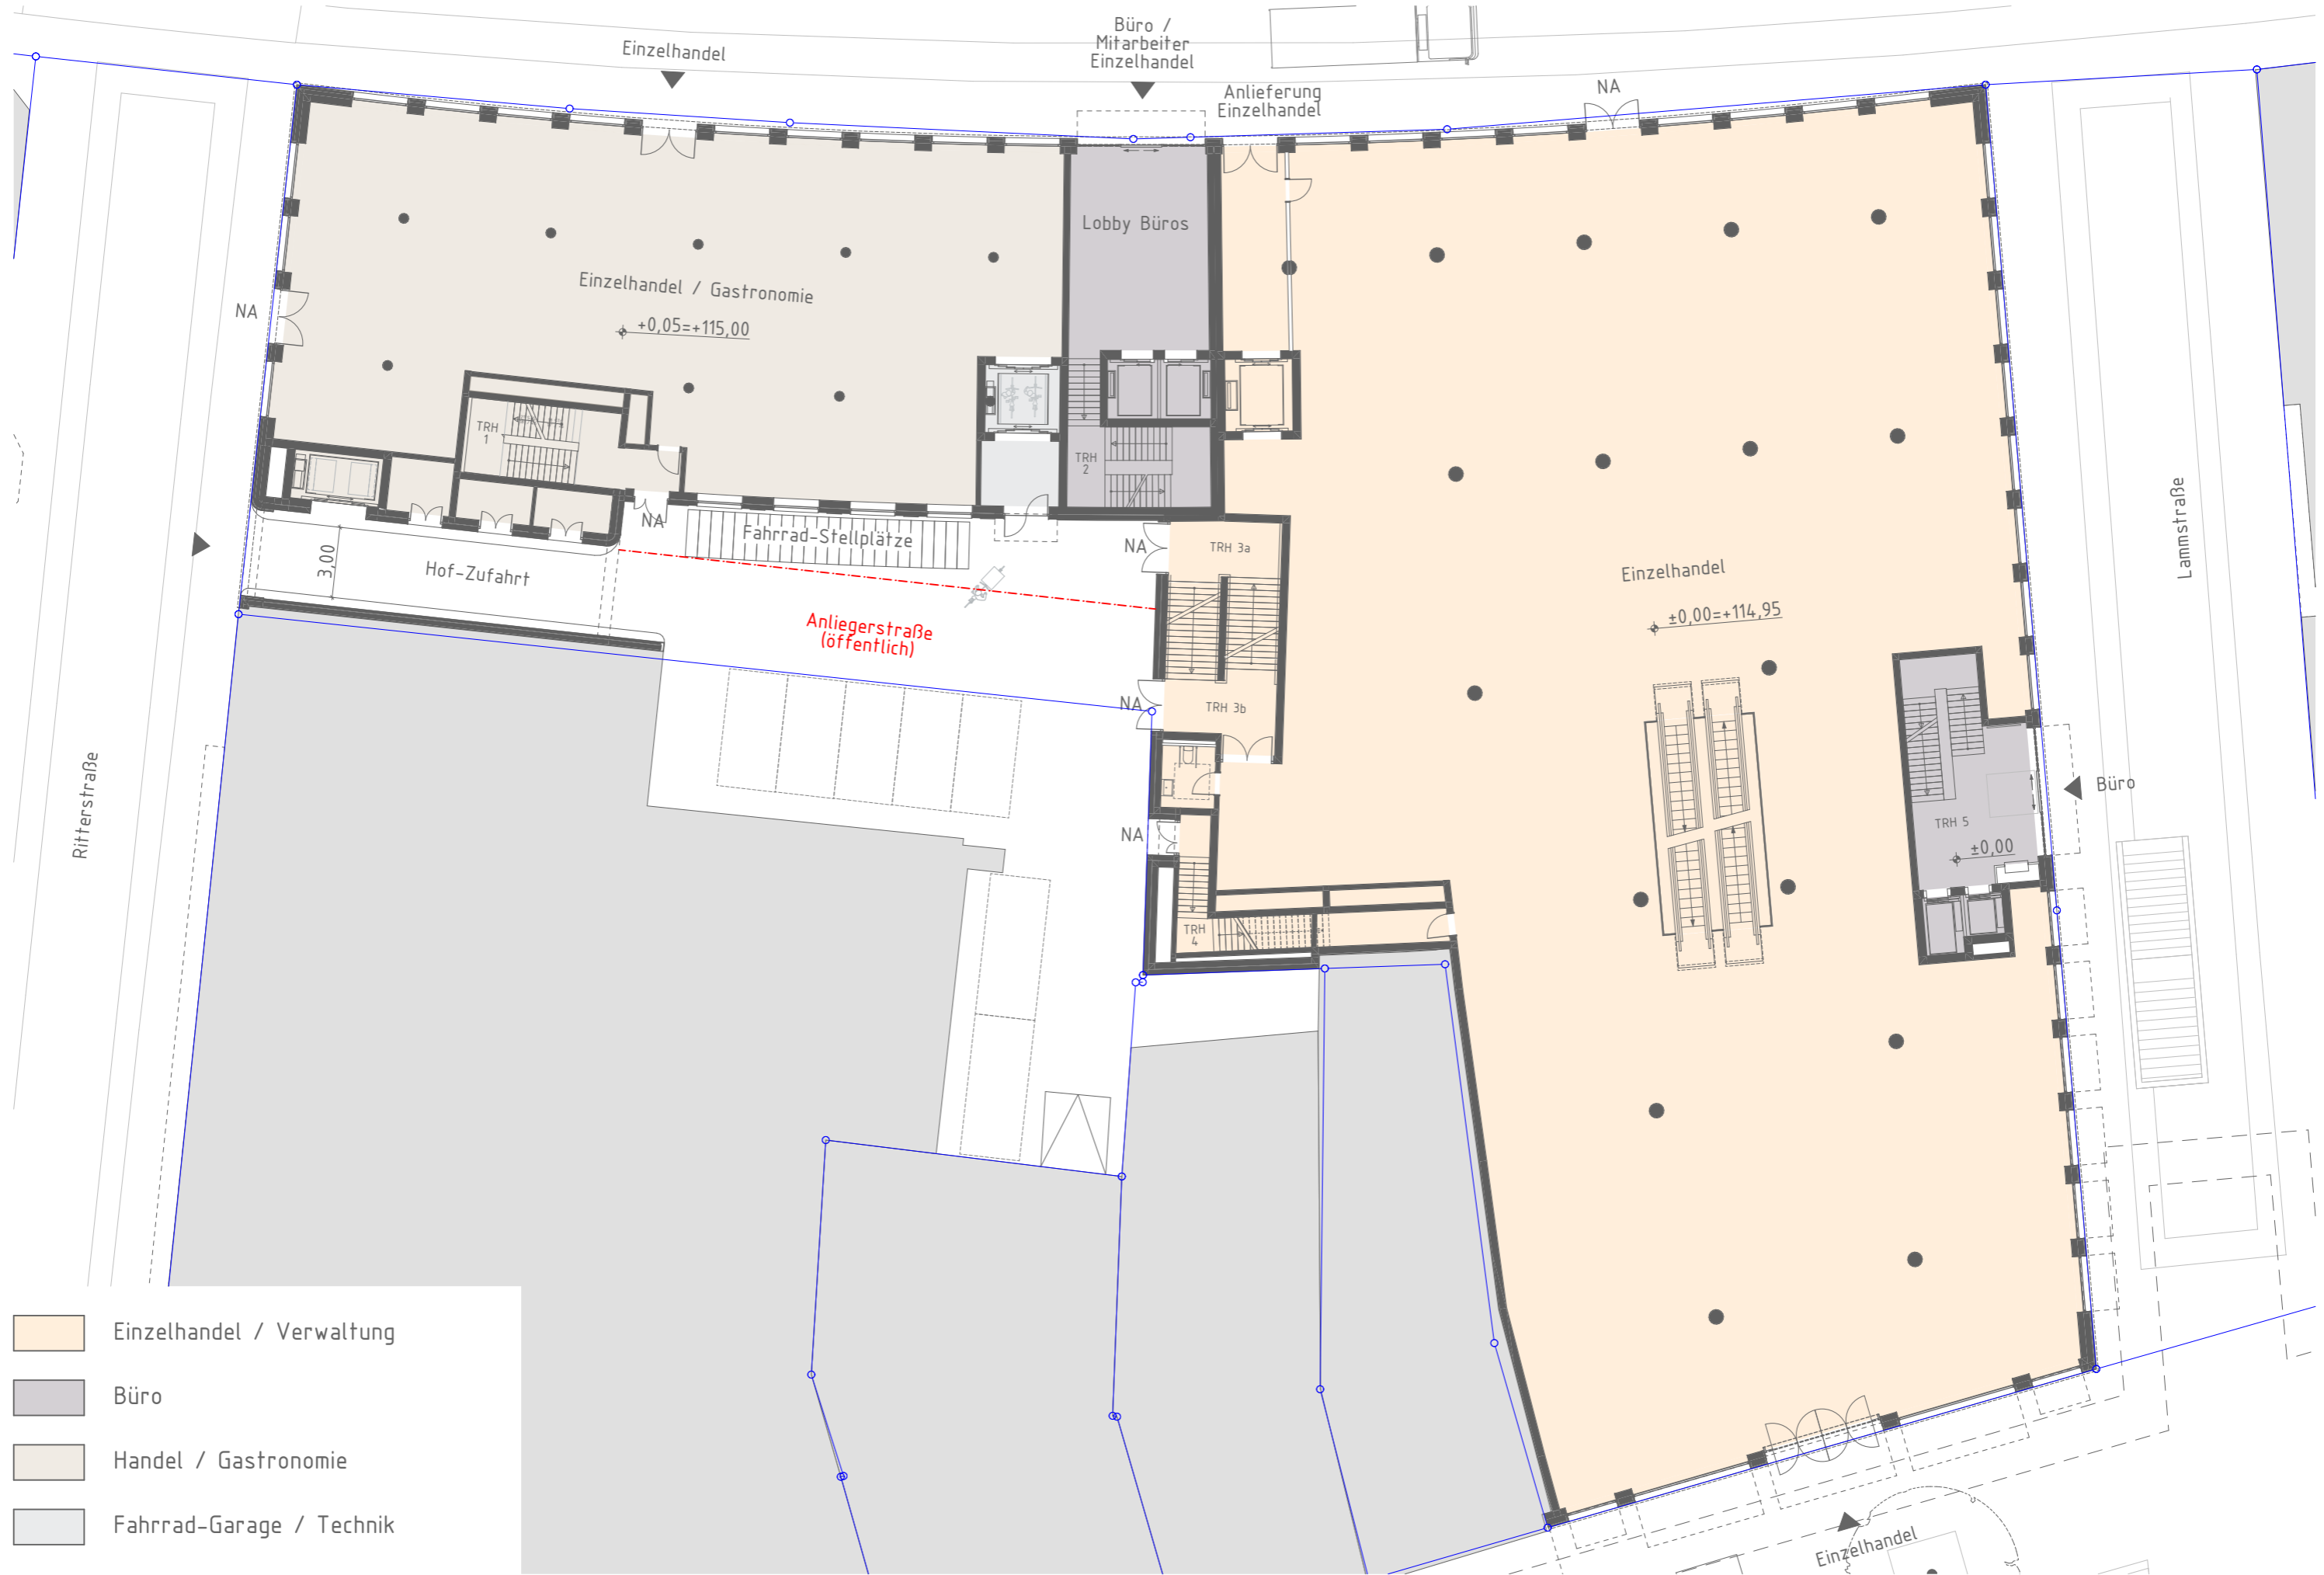 Büro /
Mitarbeiter
Einzelhandel
Einzelhandel
Anlieferung
Einzelhandel
NA
Lobby Büros
Einzelhandel / Gastronomie
+0,05=+115,00
NA
TRH
1
TRH
2
NA
Fahrrad-Stellplätze
NA
TRH 3a
3,00
Hof-Zufahrt
Anliegerstraße
(öffentlich)
Einzelhandel
±0,00=+114,95
Lammstraße
NA
TRH 3b
Ritterstraße
NA
TRH 5
±0,00
Büro
TRH
4
Einzelhandel
Einzelhandel / Verwaltung
Büro
Handel / Gastronomie
Fahrrad-Garage / Technik